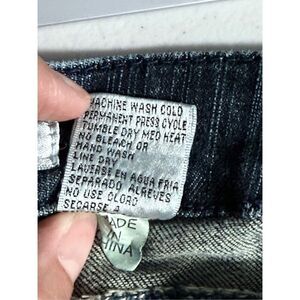 MACHINE WASH COLD
PERMANENT PRESS CYCLE
TUMBLE DRY MED HEAT
NO BLEACH OR
HAND WASH
LINE DRY
LAVERSE EN AGUA FRIA
SEPARADO ALREVES
NO USE CLORO
SECARSE A
MADE
IN
CHINA